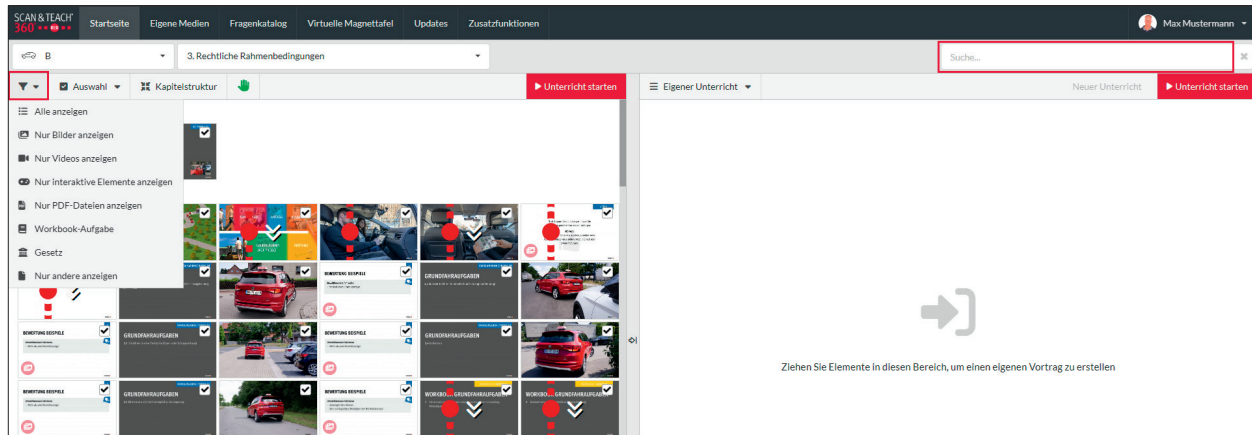 SCAN & TEACH
360
Startseite
Eigene Medien
Fragenkatalog
Virtuelle Magnettafel
Updates
Zusatzfunktionen
Max Mustermann
B
3. Rechtliche Rahmenbedingungen
Suche...
Auswahl
Kapitelstruktur
Unterricht starten
Eigener Unterricht
Neuer Unterricht
Unterricht starten
Alle anzeigen
Nur Bilder anzeigen
Nur Videos anzeigen
Nur interaktive Elemente anzeigen
Nur PDF-Dateien anzeigen
Workbook-Aufgabe
Gesetz
Nur andere anzeigen
BEWERTUNG BEISPIELE
GRUNDFAHRAUFGABEN
BEWERTUNG BEISPIELE
GRUNDFAHRAUFGABEN
BEWERTUNG BEISPIELE
GRUNDFAHRAUFGABEN
BEWERTUNG BEISPIELE
GRUNDFAHRAUFGABEN
BEWERTUNG BEISPIELE
Ziehen Sie Elemente in diesen Bereich, um einen eigenen Vortrag zu erstellen